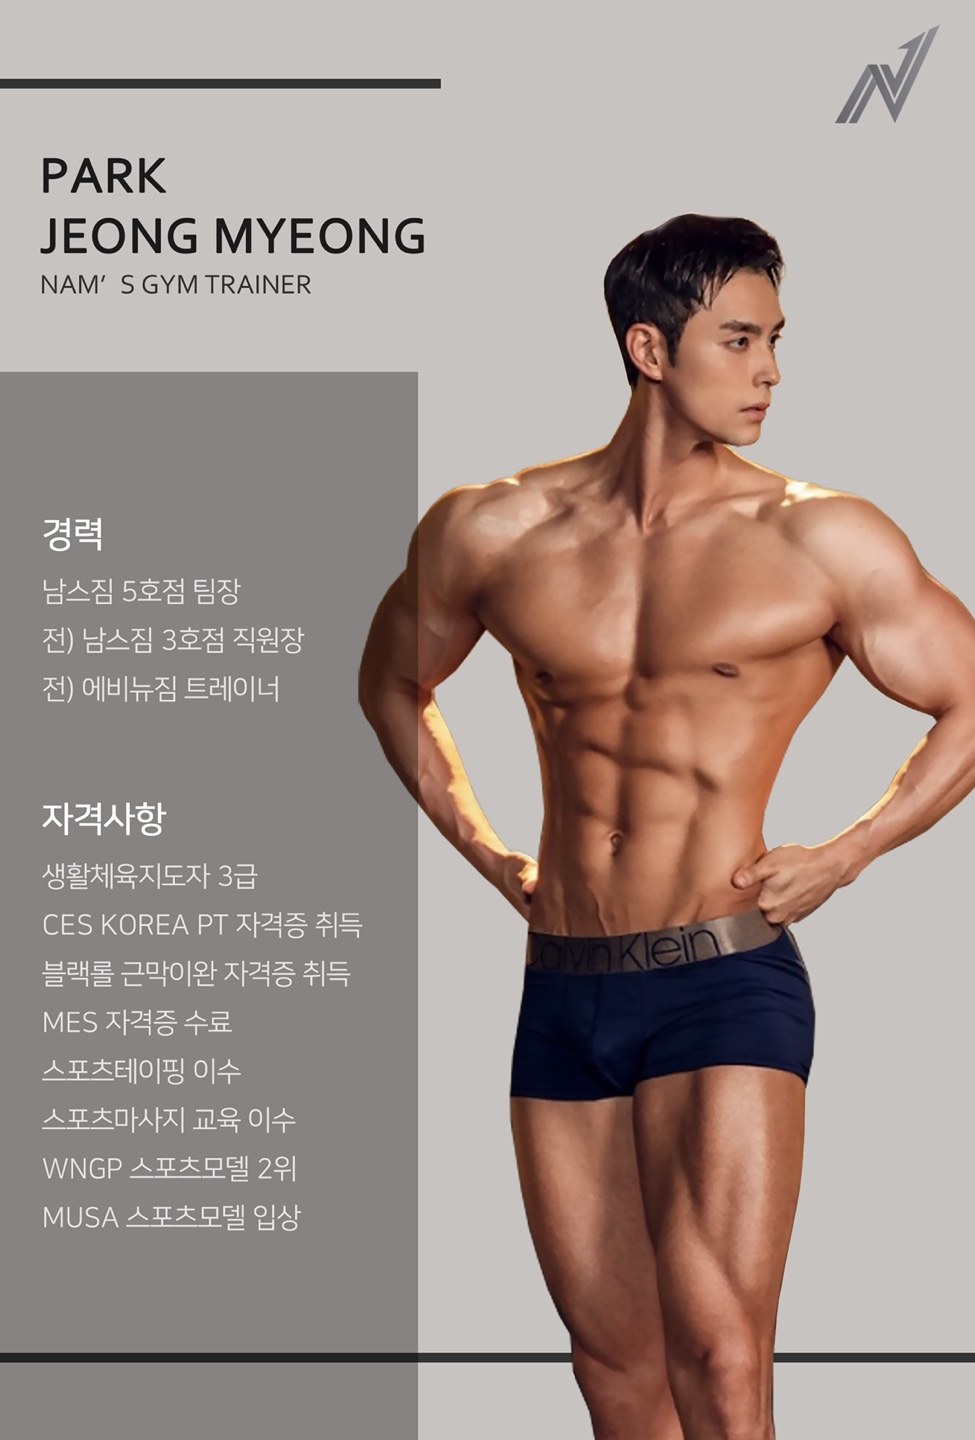 PARK
JEONG MYEONG
NAM'S GYM TRAINER
경력
남스짐 5호점 팀장
전) 남스짐 3호점 직원장
전) 에비뉴짐 트레이너
자격사항
생활체육지도자 3급
CES KOREA PT 자격증 취득
블랙롤 근막이완 자격증 취득
MES 자격증 수료
스포츠테이핑 이수
스포츠마사지 교육 이수
WNGP 스포츠모델 2위
MUSA 스포츠모델 입상
Calvin Klein